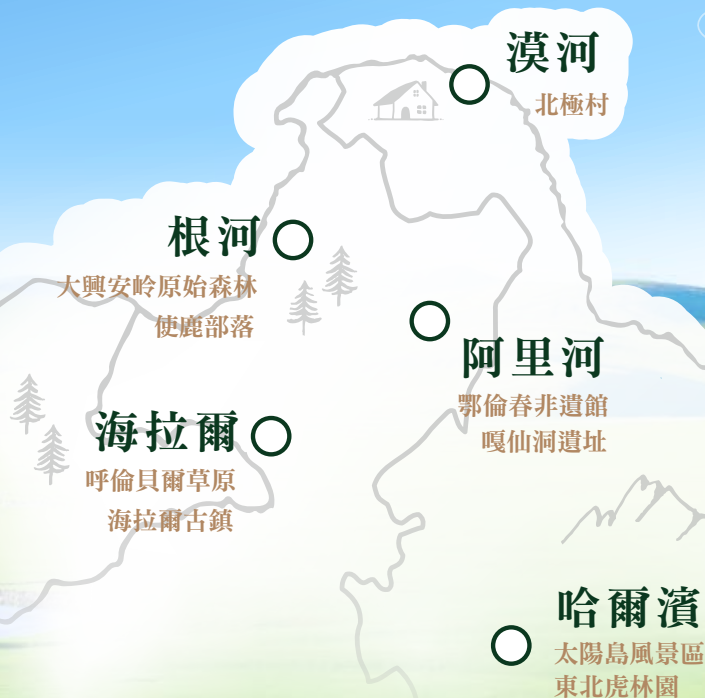 漠河
北極村
根河
大興安岭原始森林
使鹿部落
阿里河
鄂倫春非遺館
嘎仙洞遺址
海拉爾
呼倫貝爾草原
海拉爾古鎮
哈爾濱
太陽島風景區
東北虎林園